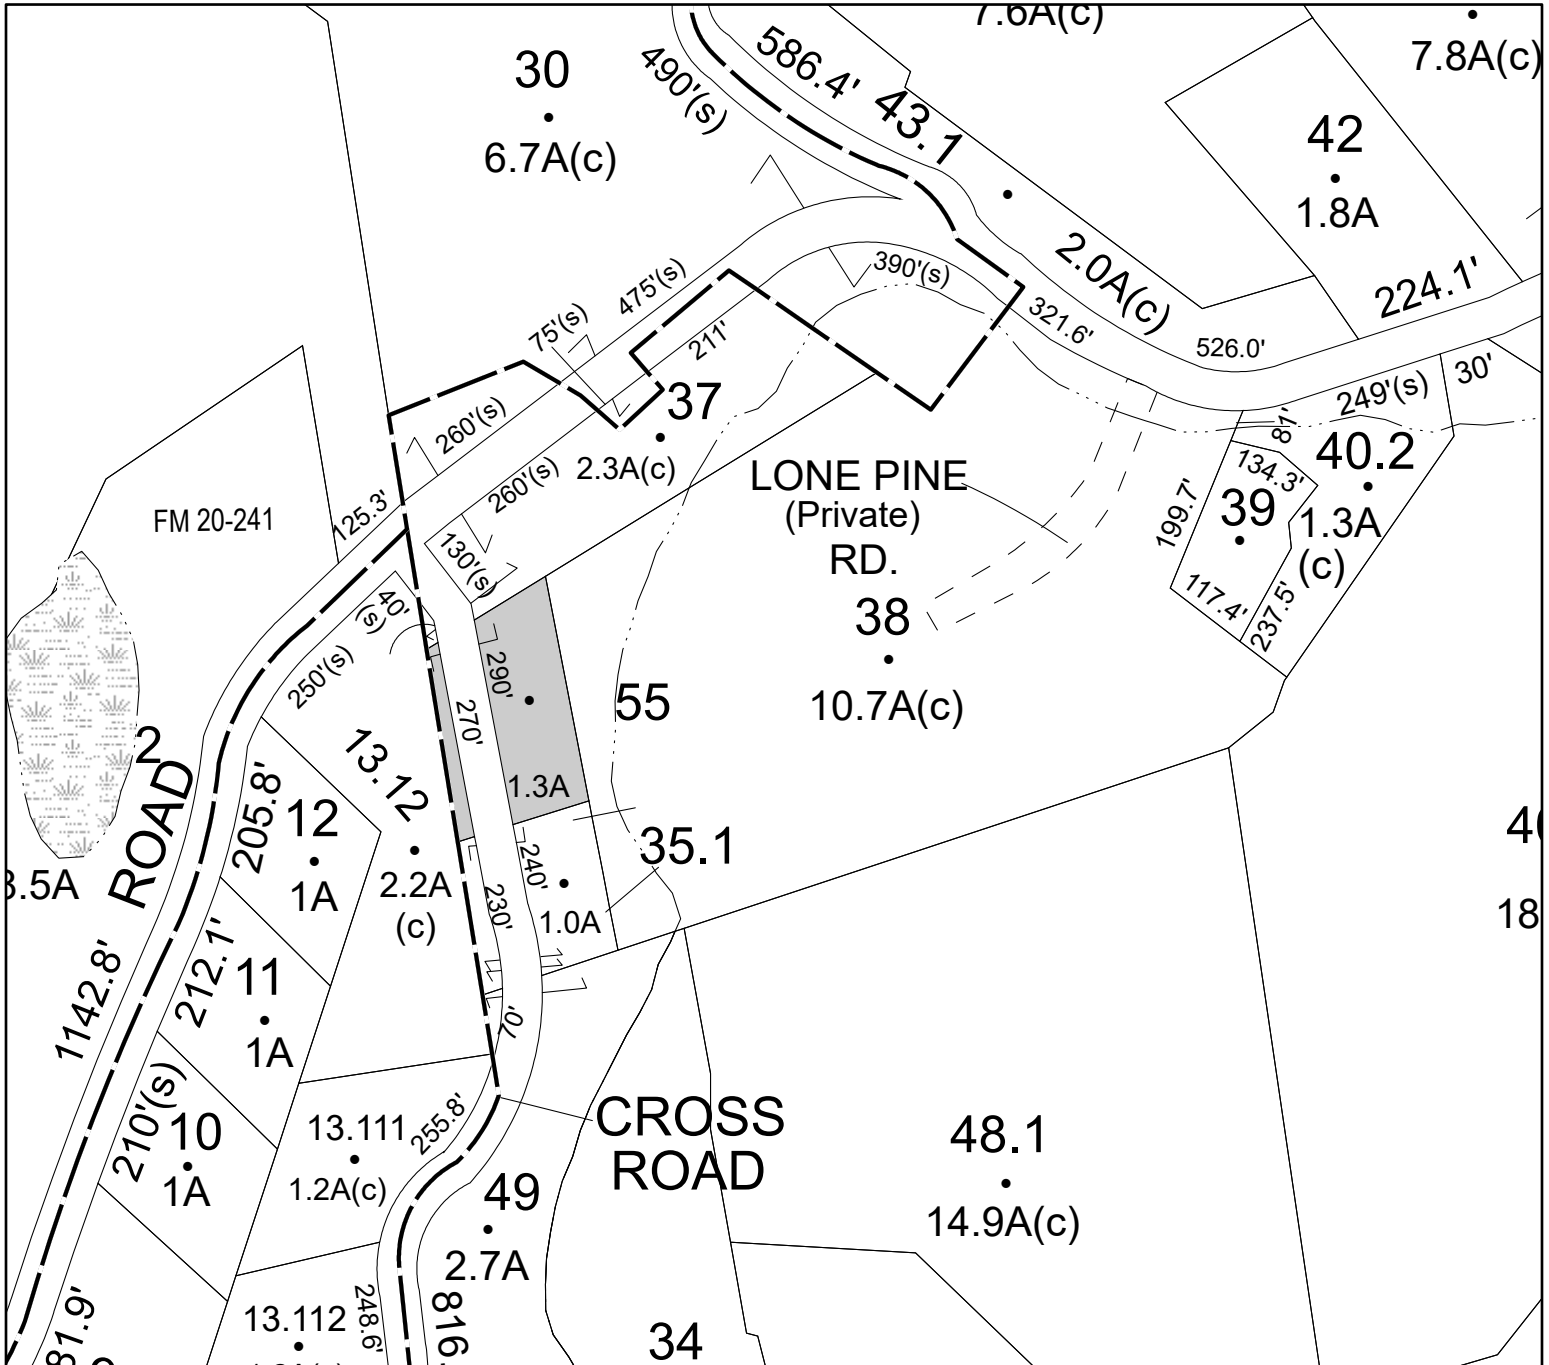 7.6A(c)
7.8A(c)
30
6.7A(c)
490'(s)
586.4'
43.1
2.0A(c)
42
1.8A
224.1'
390'(s)
321.6'
526.0'
249'(s)
30'
475'(s)
75'(s)
211'
260'(s)
37
2.3A(c)
260'(s)
125.3'
FM 20-241
130'(s)
40'
(s)
250'(s)
LONE PINE
(Private)
RD.
38
10.7A(c)
81'
134.3'
40.2
1.3A
(c)
39
199.7'
117.4'
237.5'
290'
270'
55
1.3A
35.1
240'
230'
1.0A
70'
2
ROAD
3.5A
13.12
2.2A
(c)
205.8'
12
1A
212.1'
11
1A
1142.8'
210'(s)
10
1A
13.111
1.2A(c)
255.8'
CROSS
ROAD
49
2.7A
48.1
14.9A(c)
18
13.112
248.6'
816
34
81.9'